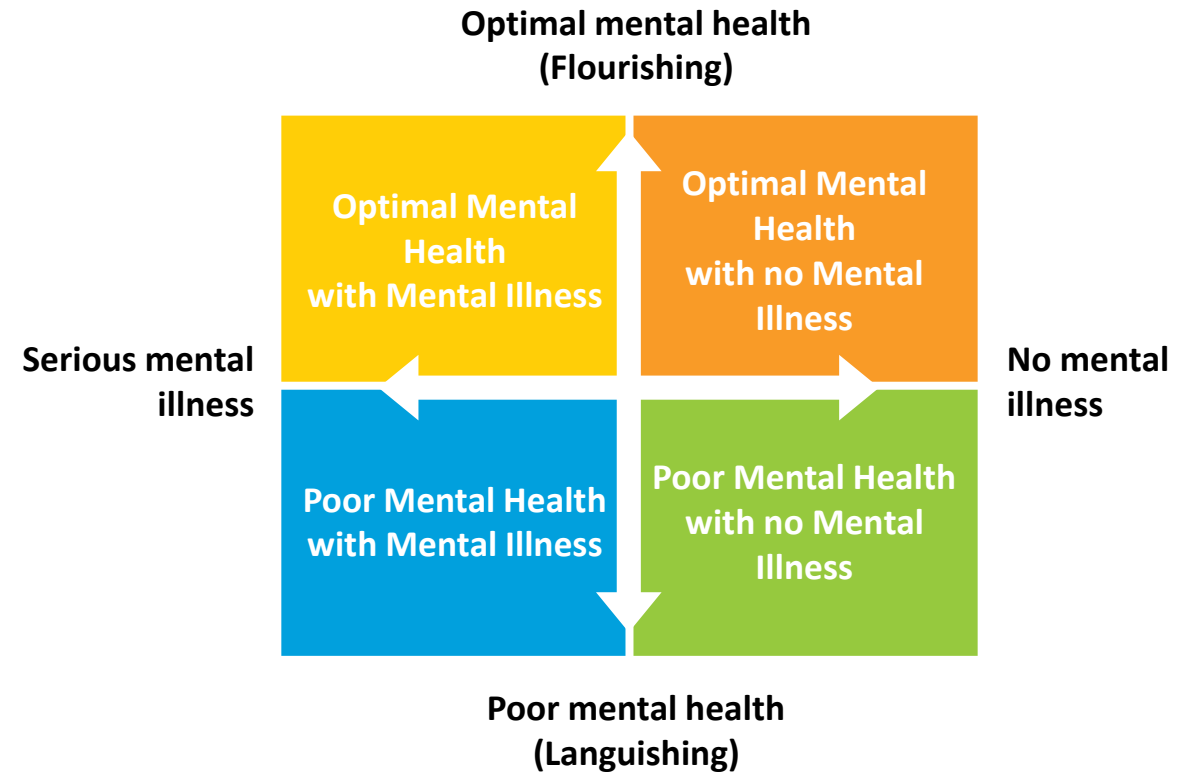 Optimal mental health
(Flourishing)
Optimal Mental
Health
with Mental Illness
Optimal Mental
Health
with no Mental
Illness
Serious mental
illness
No mental
illness
Poor Mental Health
with Mental Illness
Poor Mental Health
with no Mental
Illness
Poor mental health
(Languishing)